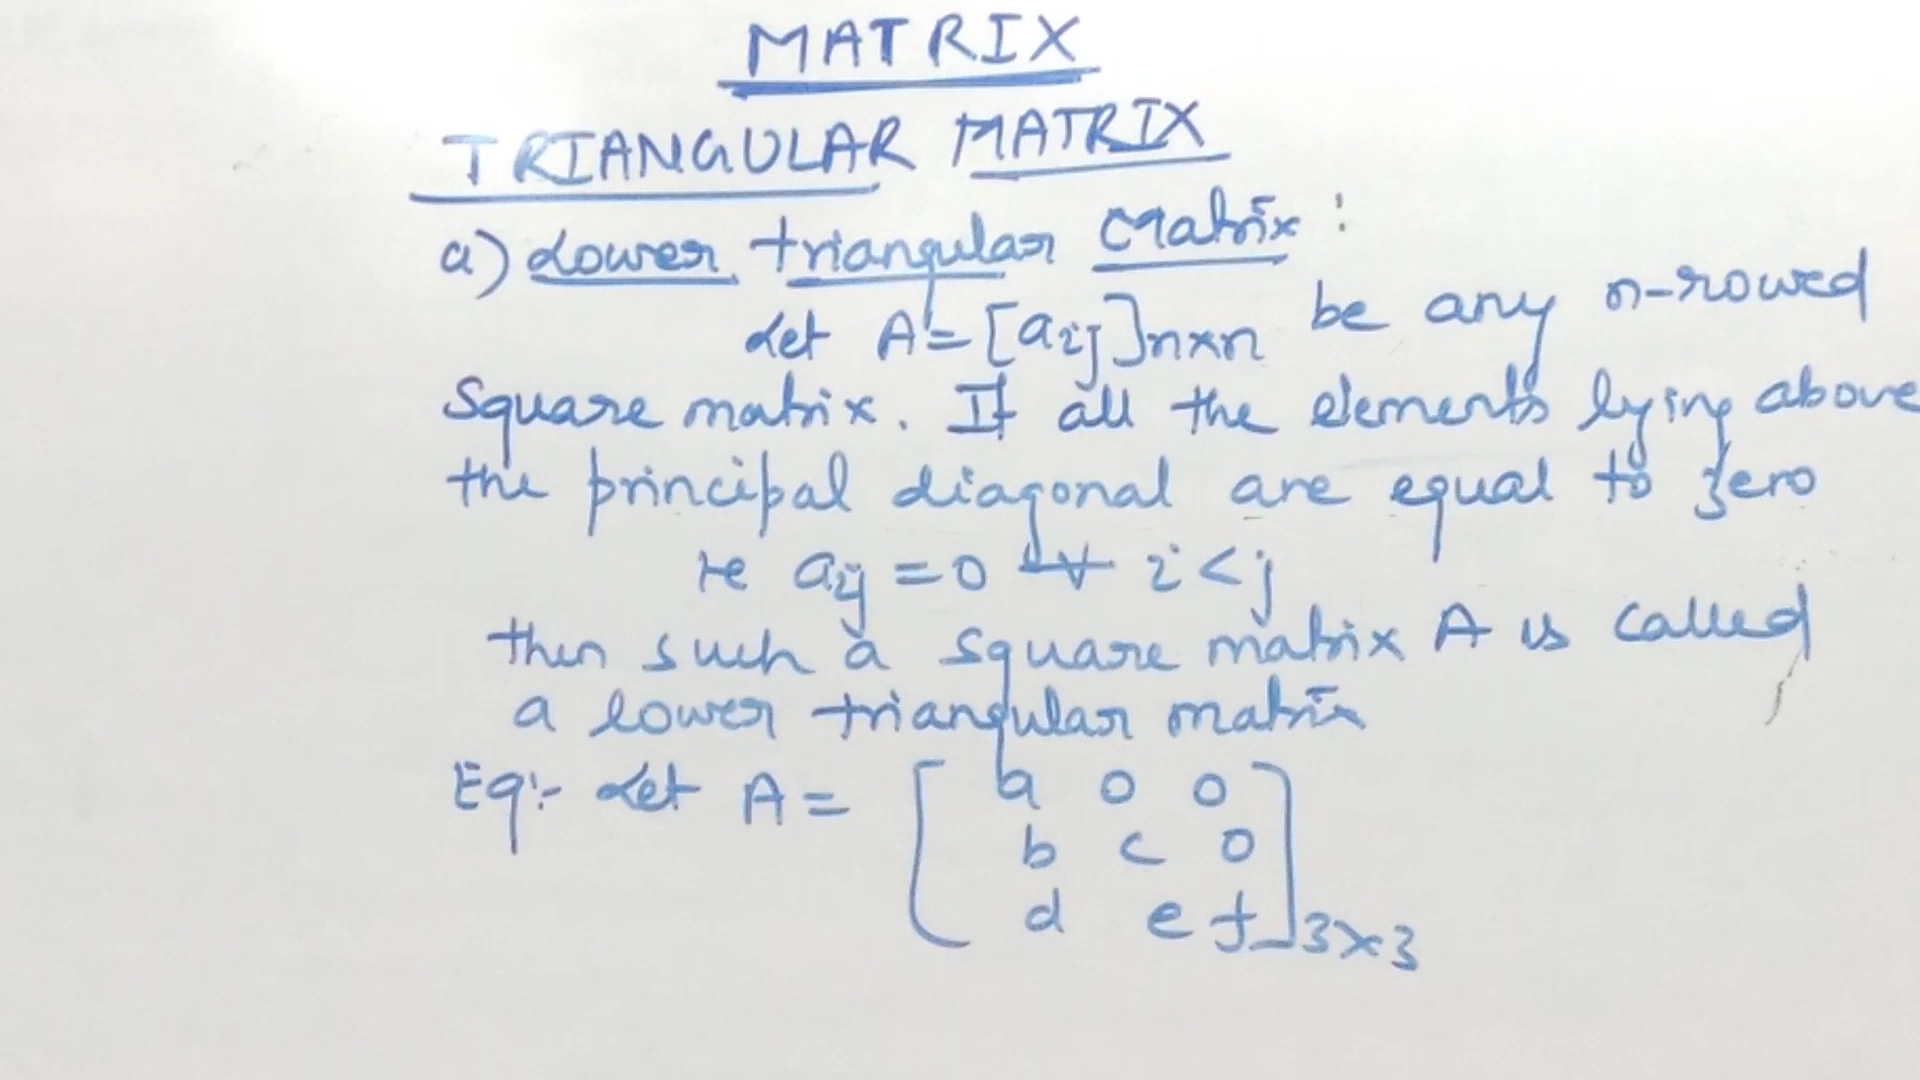 MATRIX
TRIANGULAR MATRIX
a) Lower triangular Matrix :
Let A = [aij]n×n be any n-rowed
Square matrix. If all the elements lying above
the principal diagonal are equal to zero
ie aij = 0 ∀ i < j
then such a square matrix A is called
a lower triangular matrix
Eg:- Let A = [ a 0 0
b c 0
d e f ]3×3